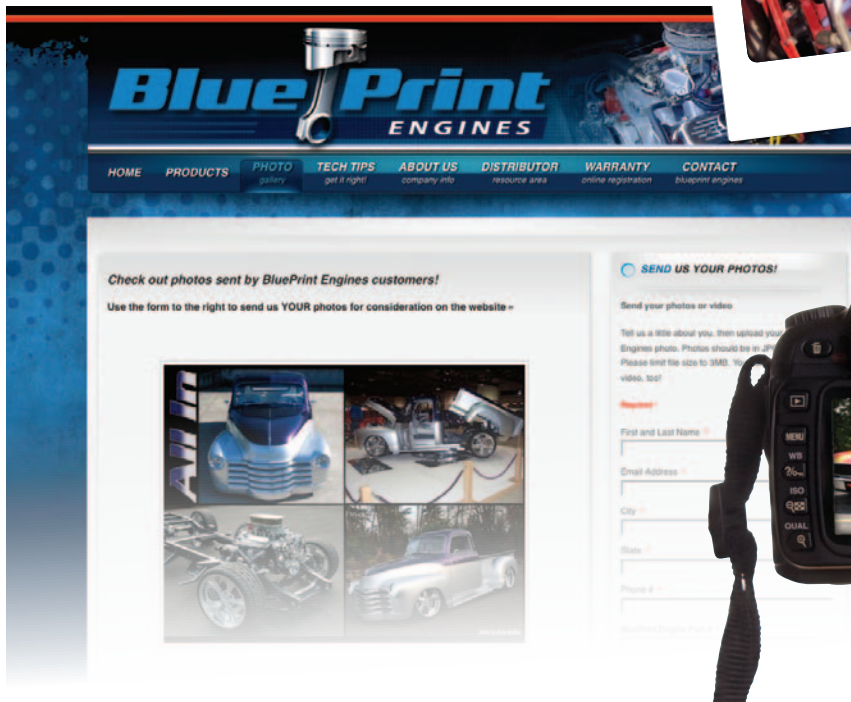 BluePrint
ENGINES
HOME PRODUCTS PHOTO TECH TIPS ABOUT US DISTRIBUTOR WARRANTY CONTACT
gallery get it right! company info resource area online registration blueprint engines
Check out photos sent by BluePrint Engines customers!
Use the form to the right to send us YOUR photos for consideration on the website »
All In
SEND US YOUR PHOTOS!
Send your photos or video
Tell us a little about you, then upload your
Engines photo. Photos should be in JP
Please limit file size to 3MB. Yo
video, too!
Required *
First and Last Name *
Email Address *
City *
State *
Phone # *
BluePrint Engine Part #
MENU
WB
ISO
QUAL